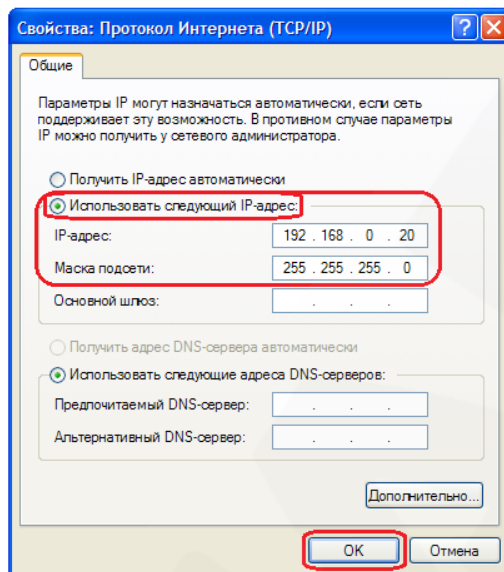 Свойства: Протокол Интернета (TCP/IP)
Общие
Параметры IP могут назначаться автоматически, если сеть
поддерживает эту возможность. В противном случае параметры
IP можно получить у сетевого администратора.
Получить IP-адрес автоматически
Использовать следующий IP-адрес:
IP-адрес: 192 . 168 . 0 . 20
Маска подсети: 255 . 255 . 255 . 0
Основной шлюз: . . .
Получить адрес DNS-сервера автоматически
Использовать следующие адреса DNS-серверов:
Предпочитаемый DNS-сервер: . . .
Альтернативный DNS-сервер: . . .
Дополнительно...
OK Отмена